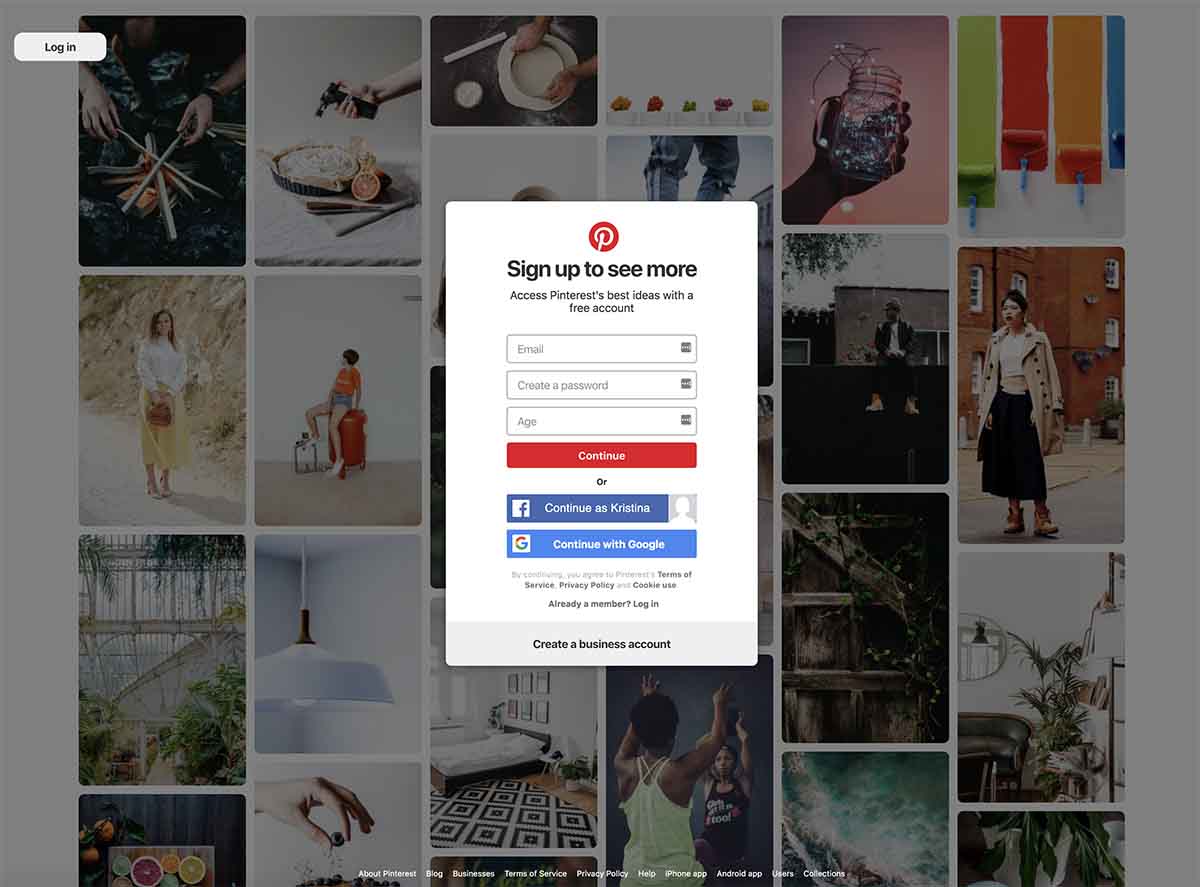 Log in
Sign up to see more
Access Pinterest's best ideas with a
free account
Email
Create a password
Age
Continue
Or
Continue as Kristina
Continue with Google
By continuing, you agree to Pinterest's Terms of
Service, Privacy Policy and Cookie use
Already a member? Log in
Create a business account
About Pinterest Blog Businesses Terms of Service Privacy Policy Help iPhone app Android app Users Collections